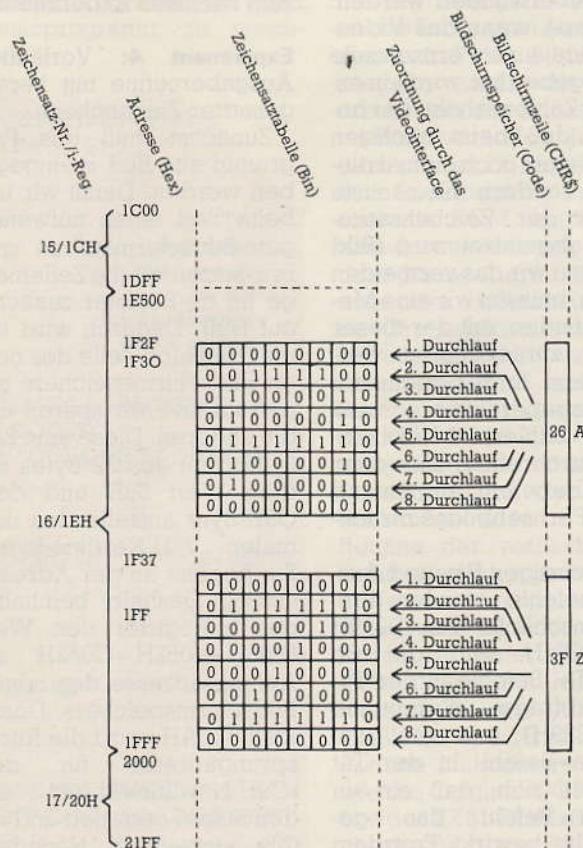 Zeichensatz-Nr./I-Reg.
Adresse (Hex)
Zeichensatztabelle (Bin)
Zuordnung durch das
Videointerface
Bildschirmspeicher (Code)
Bildschirmzeile (CHR$)
1C00
15/1CH
1DFF
1E500
1F2F
1F30
0 0 0 0 0 0 0 0 1. Durchlauf
0 0 1 1 1 1 0 0 2. Durchlauf
0 1 0 0 0 0 1 0 3. Durchlauf
0 1 0 0 0 0 1 0 4. Durchlauf
0 1 1 1 1 1 1 0 5. Durchlauf
0 1 0 0 0 0 1 0 6. Durchlauf
0 1 0 0 0 0 1 0 7. Durchlauf
0 0 0 0 0 0 0 0 8. Durchlauf
26 A
16/1EH
1F37
1FF
0 0 0 0 0 0 0 0 1. Durchlauf
0 1 1 1 1 1 1 0 2. Durchlauf
0 0 0 0 0 1 0 0 3. Durchlauf
0 0 0 0 1 0 0 0 4. Durchlauf
0 0 0 1 0 0 0 0 5. Durchlauf
0 0 1 0 0 0 0 0 6. Durchlauf
0 1 1 1 1 1 1 0 7. Durchlauf
0 0 0 0 0 0 0 0 8. Durchlauf
3F Z
1FFF
2000
17/20H
21FF